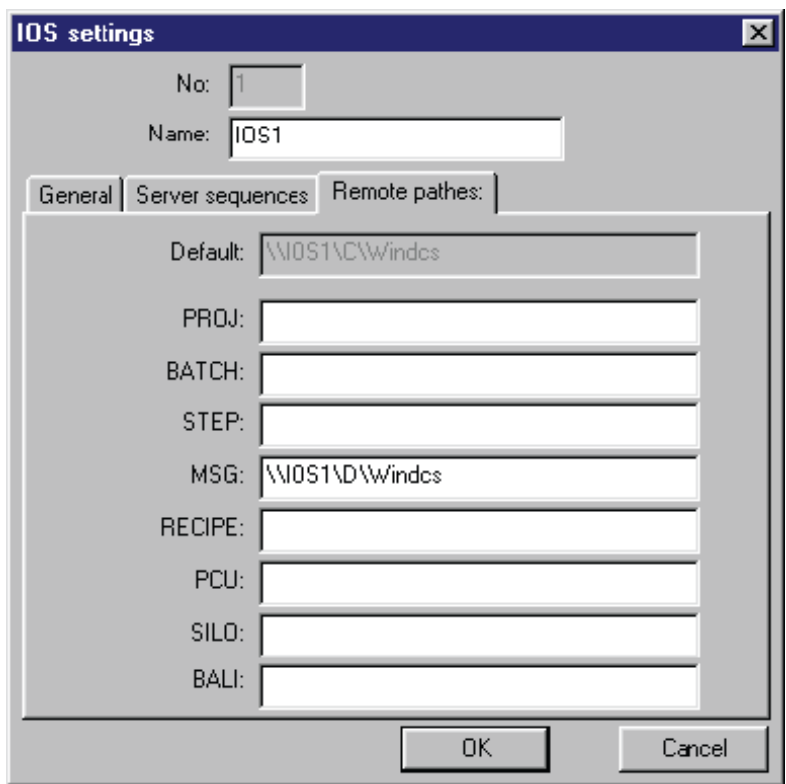 IOS settings
No: 1
Name: IOS1
General Server sequences Remote pathes:
Default: \\IOS1\C\Windcs
PROJ:
BATCH:
STEP:
MSG: \\IOS1\D\Windcs
RECIPE:
PCU:
SILO:
BALI:
OK Cancel